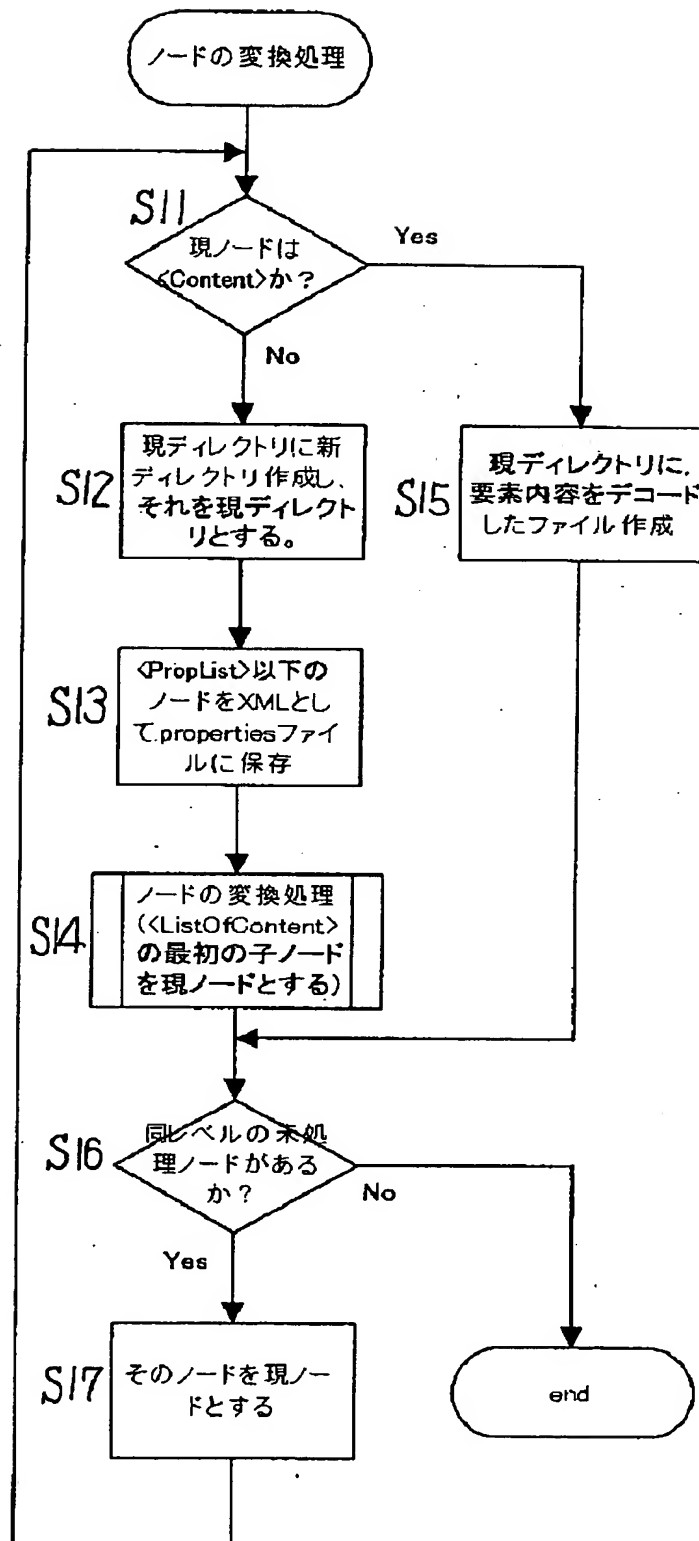 ノードの変換処理
S11
現ノードは
<Content>か？
Yes
No
S12
現ディレクトリに新
ディレクトリ作成し、
それを現ディレクト
リとする。
S15
現ディレクトリに,
要素内容をデコード
したファイル作成
S13
<PropList>以下の
ノードをXMLとし
て.propertiesファイ
ルに保存
S14
ノードの変換処理
(<ListOfContent>
の最初の子ノード
を現ノードとする)
S16
同レベルの未処
理ノードがある
か？
No
Yes
S17
そのノードを現ノー
ドとする
end